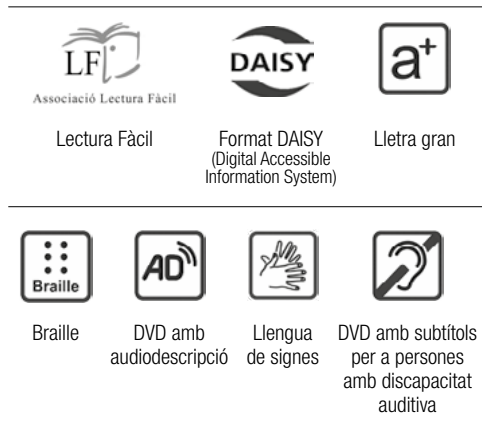 LF
Associació Lectura Fàcil
DAISY
a+
Lectura Fàcil
Format DAISY
(Digital Accessible
Information System)
Lletra gran
Braille
AD
Braille
DVD amb
audiodescripció
Llengua
de signes
DVD amb subtítols
per a persones
amb discapacitat
auditiva